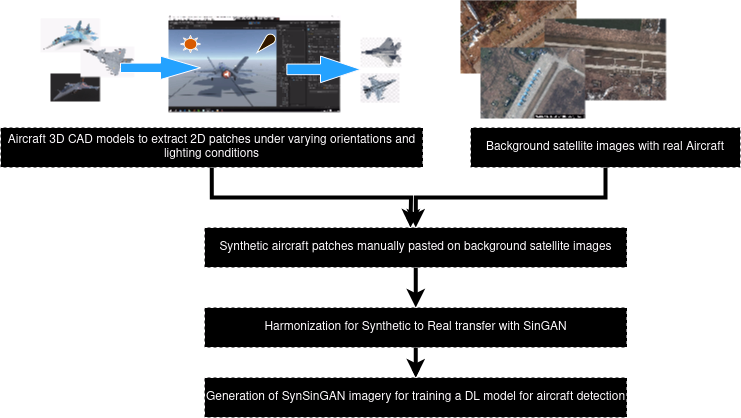 Aircraft 3D CAD models to extract 2D patches under varying orientations and
lighting conditions
Background satellite images with real Aircraft
Synthetic aircraft patches manually pasted on background satellite images
Harmonization for Synthetic to Real transfer with SinGAN
Generation of SynSinGAN imagery for training a DL model for aircraft detection